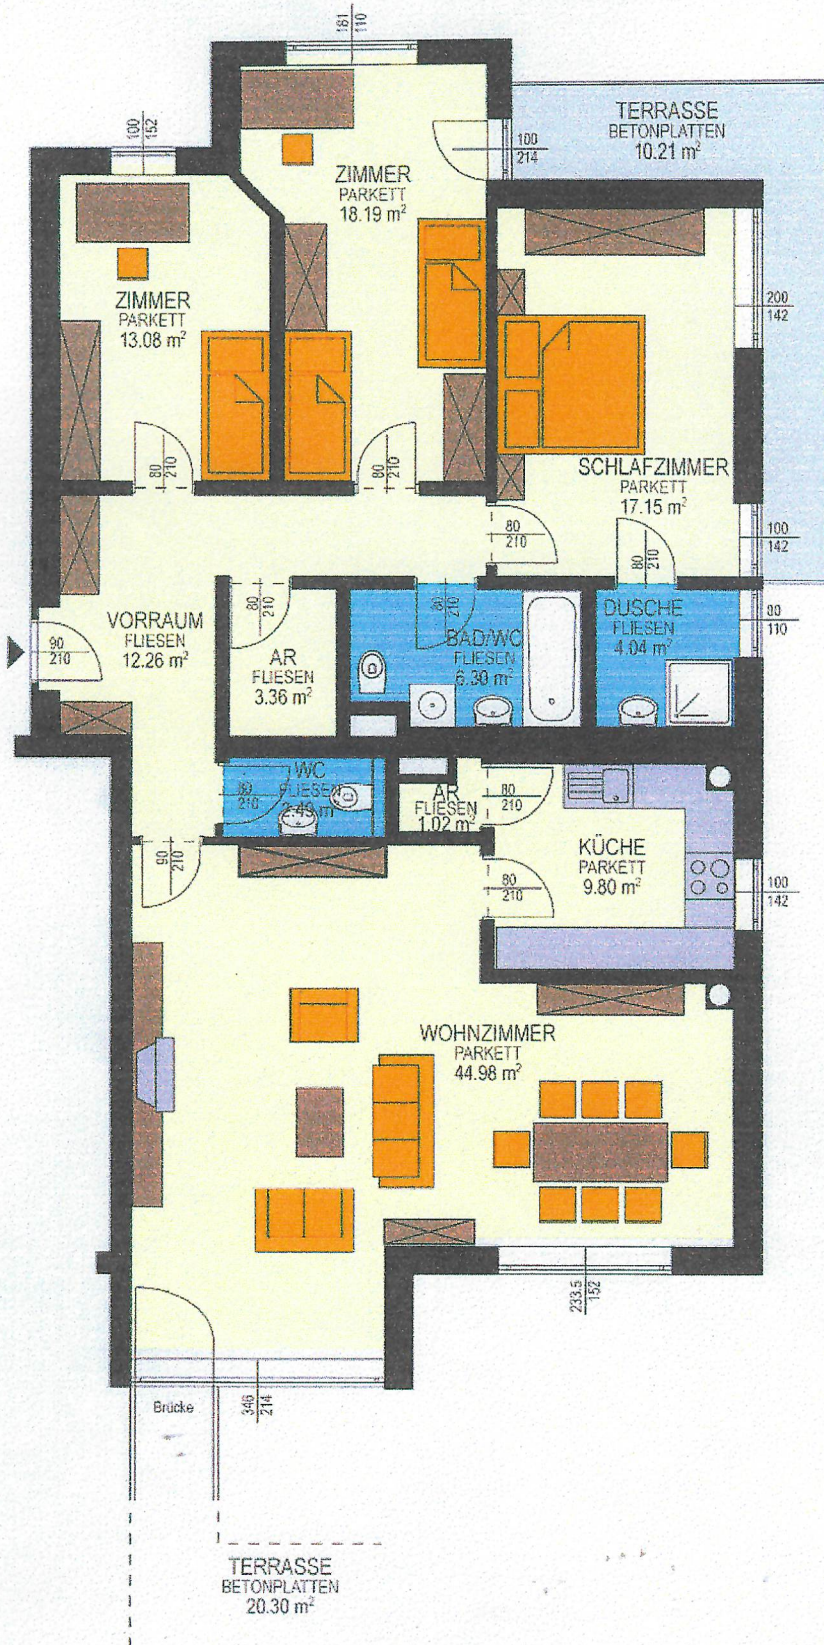 181
110
100
152
TERRASSE
BETONPLATTEN
10.21 m²
100
214
ZIMMER
PARKETT
18.19 m²
ZIMMER
PARKETT
13.08 m²
200
142
80
210
80
210
SCHLAFZIMMER
PARKETT
17.15 m²
80
210
100
142
80
210
VORRAUM
FLIESEN
12.26 m²
90
210
80
210
AR
FLIESEN
3.36 m²
80
210
BAD/WC
FLIESEN
6.30 m²
DUSCHE
FLIESEN
4.04 m²
80
110
WC
FLIESEN
2.49 m²
80
210
AR
FLIESEN
1.02 m²
80
210
KÜCHE
PARKETT
9.80 m²
90
210
80
210
100
142
WOHNZIMMER
PARKETT
44.98 m²
233.5
152
Brücke
346
214
TERRASSE
BETONPLATTEN
20.30 m²